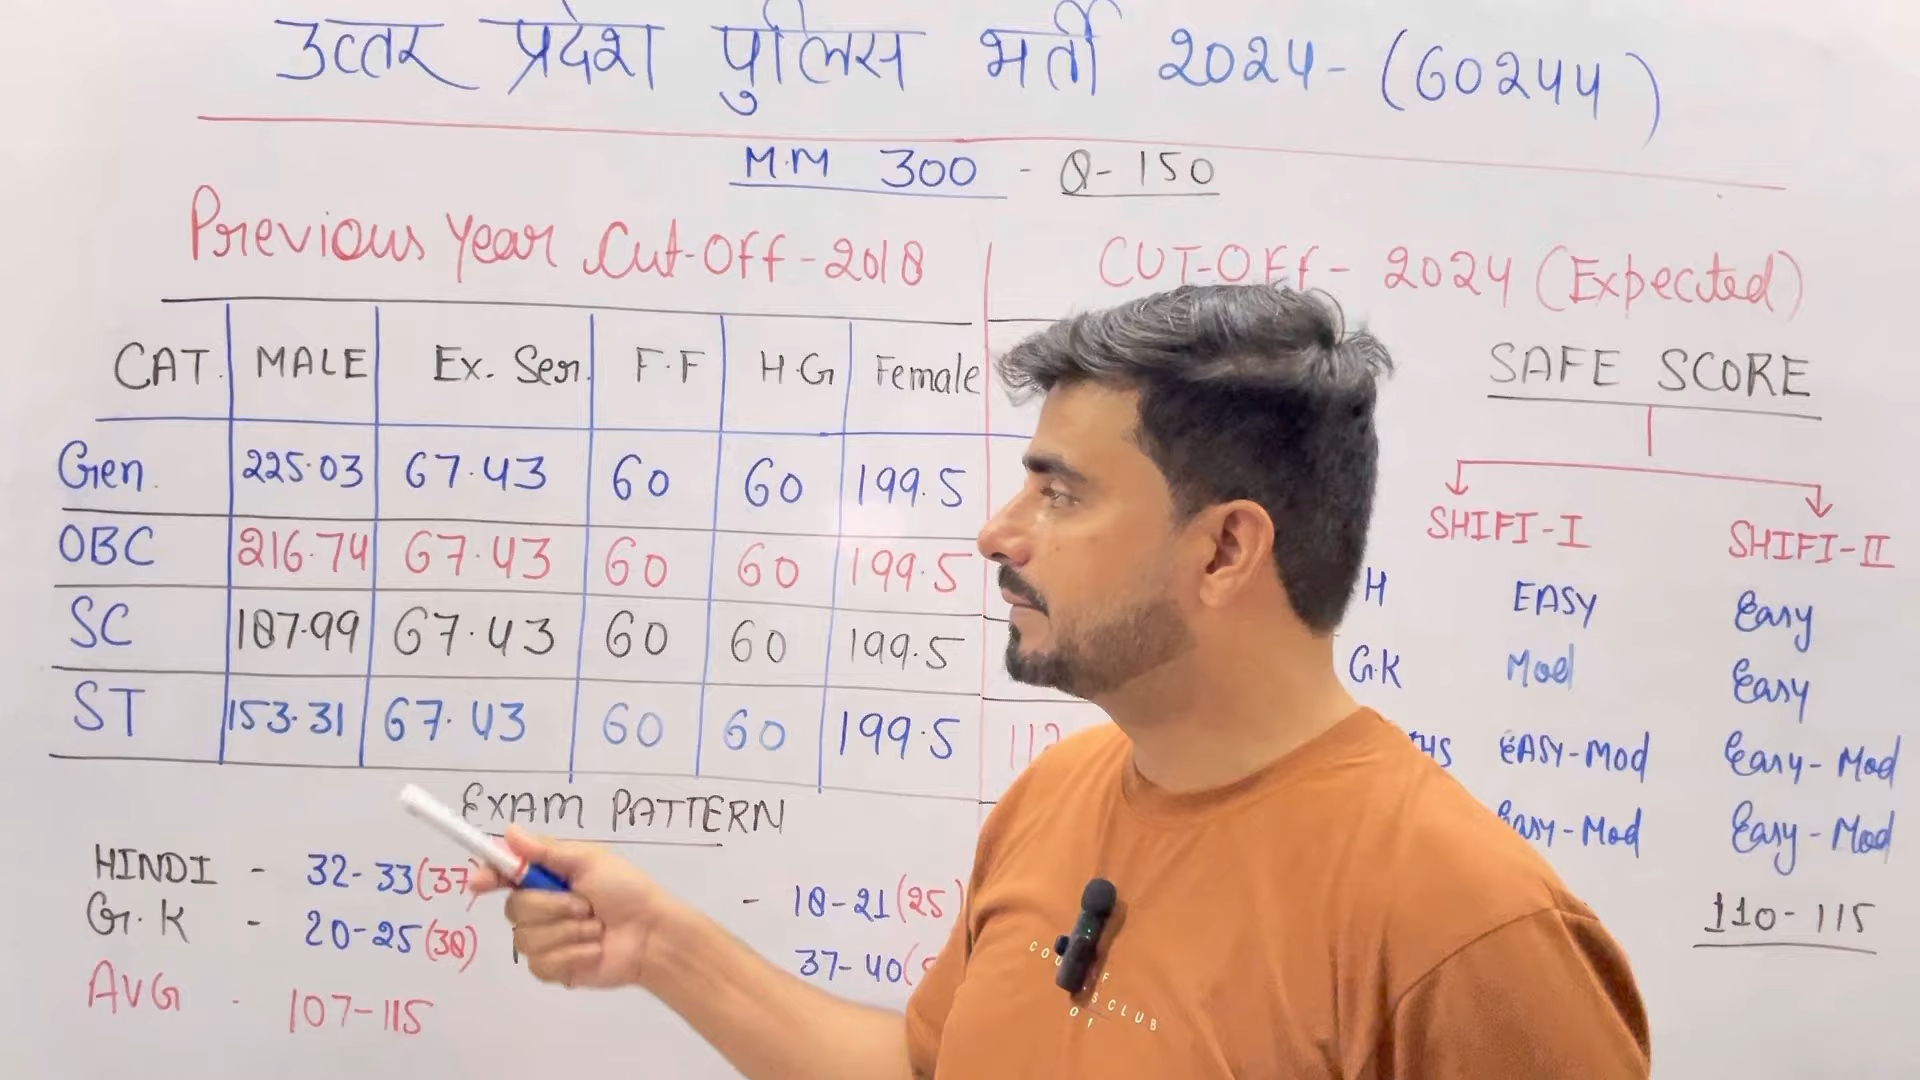 उत्तर प्रदेश पुलिस भर्ती 2024- (60244)
M.M 300 - Q- 150
Previous Year Cut-Off - 2018
CAT. MALE Ex. Ser. F.F H.G Female
Gen. 225.03 67.43 60 60 199.5
OBC 216.74 67.43 60 60 199.5
SC 187.99 67.43 60 60 199.5
ST 153.31 67.43 60 60 199.5
EXAM PATTERN
HINDI - 32-33(37)
G.K - 20-25(38)
AVG - 107-115
- 18-21(25)
37-40(
CUT-OFF - 2024 (Expected)
SAFE SCORE
SHIFI-I SHIFI-II
H EASY Easy
G.K Mod Easy
EASY-Mod Easy-Mod
Easy-Mod Easy-Mod
110-115